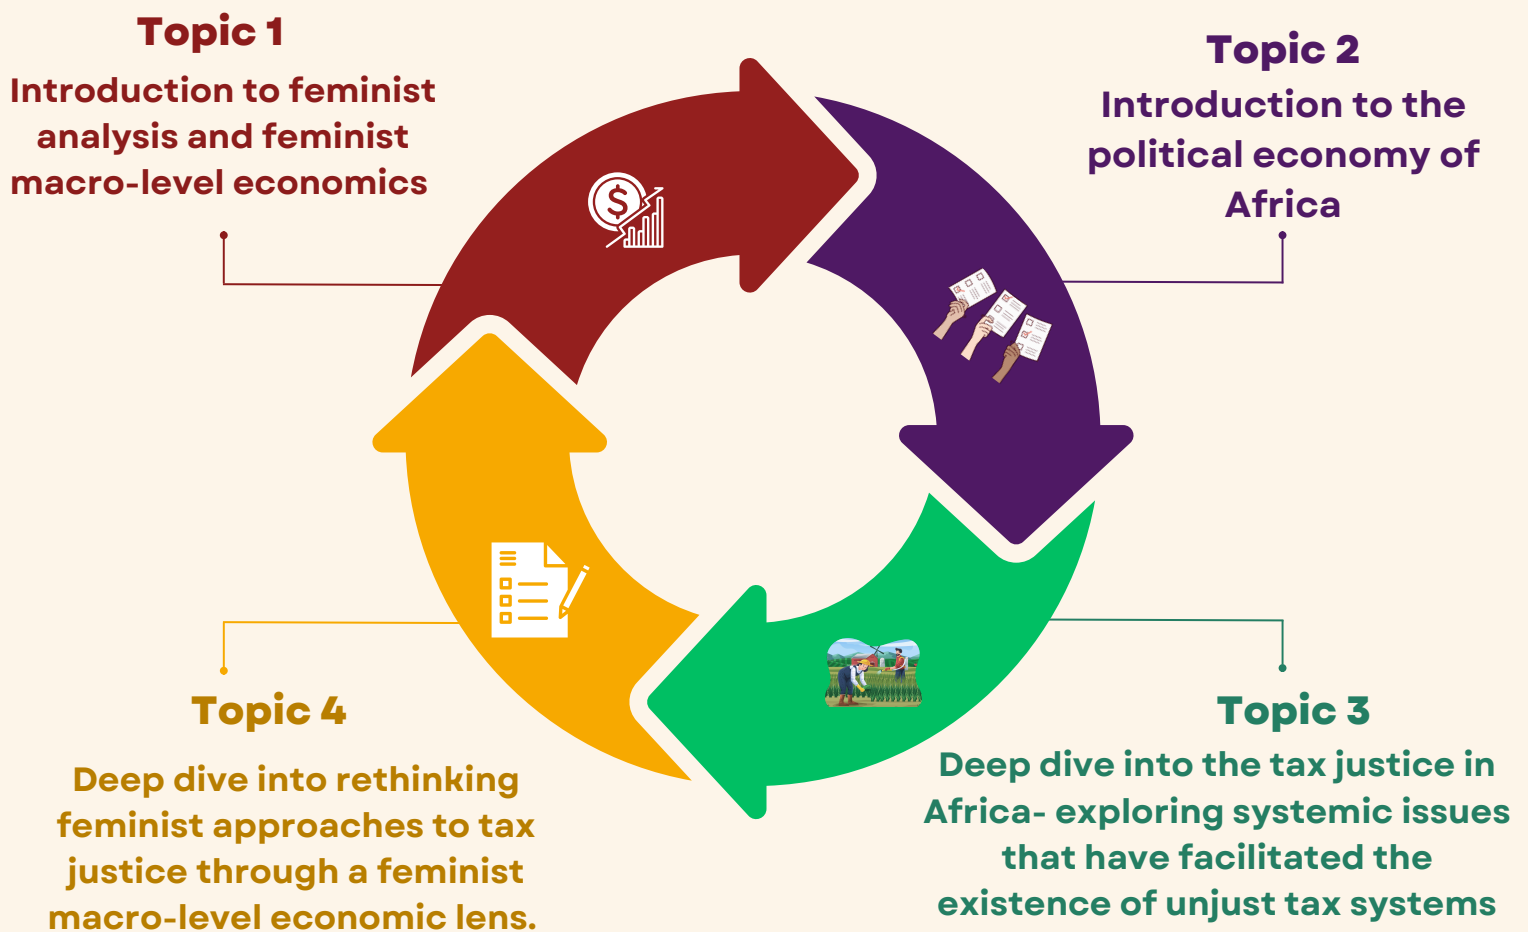 Topic 1
Introduction to feminist
analysis and feminist
macro-level economics
Topic 2
Introduction to the
political economy of
Africa
Topic 3
Deep dive into the tax justice in
Africa- exploring systemic issues
that have facilitated the
existence of unjust tax systems
Topic 4
Deep dive into rethinking
feminist approaches to tax
justice through a feminist
macro-level economic lens.
$